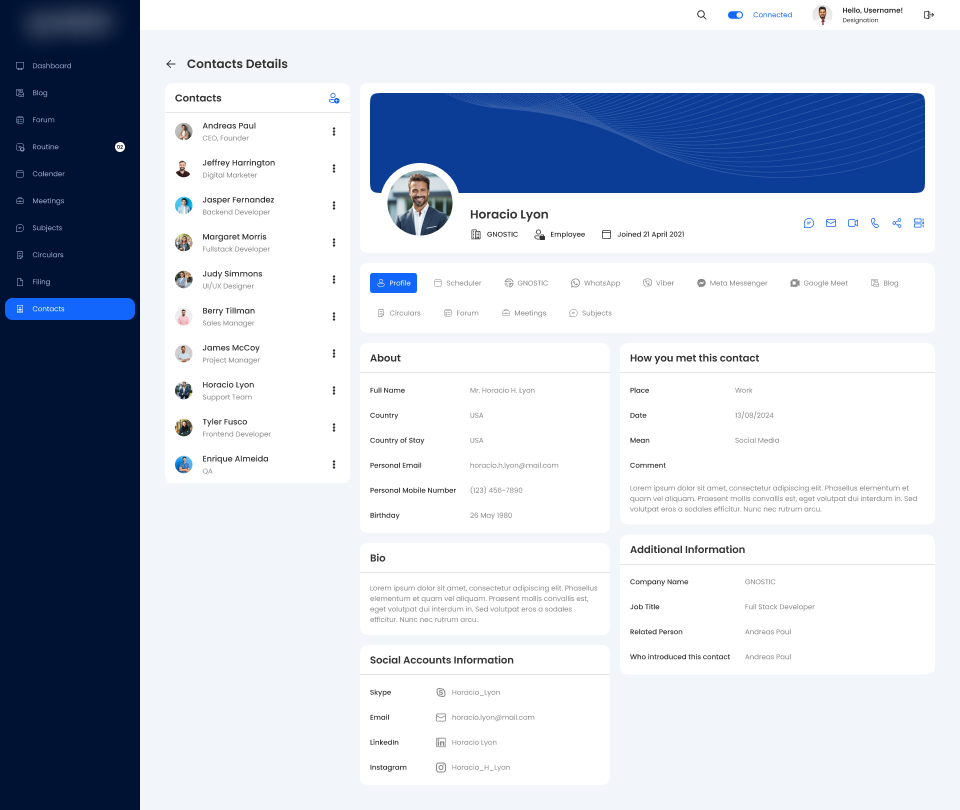 Hello, Username!
Connected
Designation
Dashboard
Blog
Forum
Routine 02
Calender
Meetings
Subjects
Circulars
Filing
Contacts
Contacts Details
Contacts
Andreas Paul
CEO, Founder
Jeffrey Harrington
Digital Marketer
Jasper Fernandez
Backend Developer
Margaret Morris
Fullstack Developer
Judy Simmons
UI/UX Designer
Berry Tillman
Sales Manager
James McCoy
Project Manager
Horacio Lyon
Support Team
Tyler Fusco
Frontend Developer
Enrique Almeida
QA
Horacio Lyon
GNOSTIC Employee Joined 21 April 2021
Profile Scheduler GNOSTIC WhatsApp Viber Meta Messenger Google Meet Blog
Circulars Forum Meetings Subjects
About
Full Name Mr. Horacio H. Lyon
Country USA
Country of Stay USA
Personal Email horacio.h.lyon@mail.com
Personal Mobile Number (123) 456-7890
Birthday 26 May 1980
Bio
Lorem ipsum dolor sit amet, consectetur adipiscing elit. Phasellus
elementum et quam vel aliquam. Praesent mollis convallis est,
eget volutpat dui interdum in. Sed volutpat eros a sodales
efficitur. Nunc nec rutrum arcu.
Social Accounts Information
Skype Horacio_Lyon
Email horacio.lyon@mail.com
LinkedIn Horacio Lyon
Instagram Horacio_H_Lyon
How you met this contact
Place Work
Date 13/08/2024
Mean Social Media
Comment
Lorem ipsum dolor sit amet, consectetur adipiscing elit. Phasellus elementum et
quam vel aliquam. Praesent mollis convallis est, eget volutpat dui interdum in. Sed
volutpat eros a sodales efficitur. Nunc nec rutrum arcu.
Additional Information
Company Name GNOSTIC
Job Title Full Stack Developer
Related Person Andreas Paul
Who introduced this contact Andreas Paul